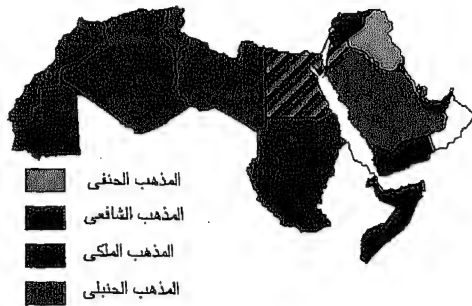 المذهب الحنفى
المذهب الشافعى
المذهب الملكى
المذهب الحنبلى